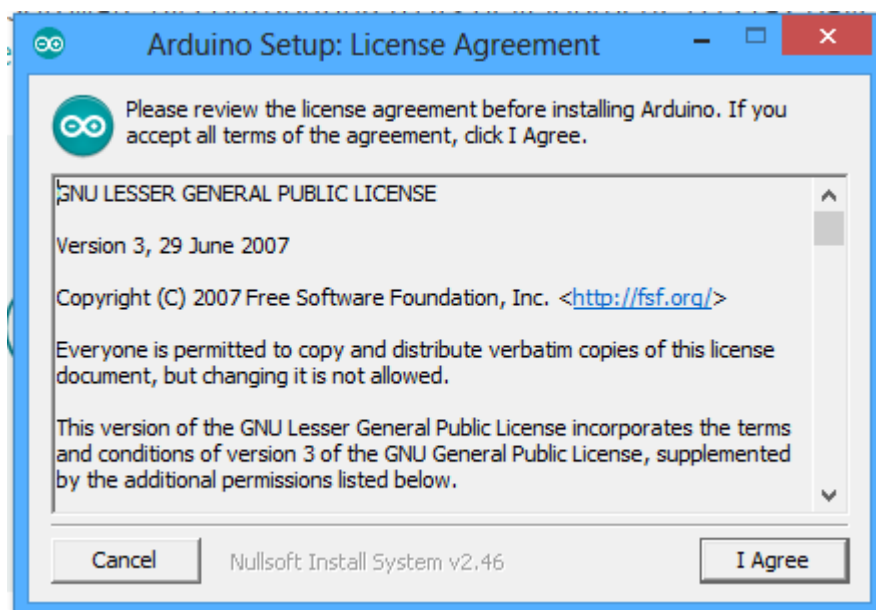 Arduino Setup: License Agreement
Please review the license agreement before installing Arduino. If you
accept all terms of the agreement, click I Agree.
GNU LESSER GENERAL PUBLIC LICENSE
Version 3, 29 June 2007
Copyright (C) 2007 Free Software Foundation, Inc. <http://fsf.org/>
Everyone is permitted to copy and distribute verbatim copies of this license
document, but changing it is not allowed.
This version of the GNU Lesser General Public License incorporates the terms
and conditions of version 3 of the GNU General Public License, supplemented
by the additional permissions listed below.
Cancel
Nullsoft Install System v2.46
I Agree